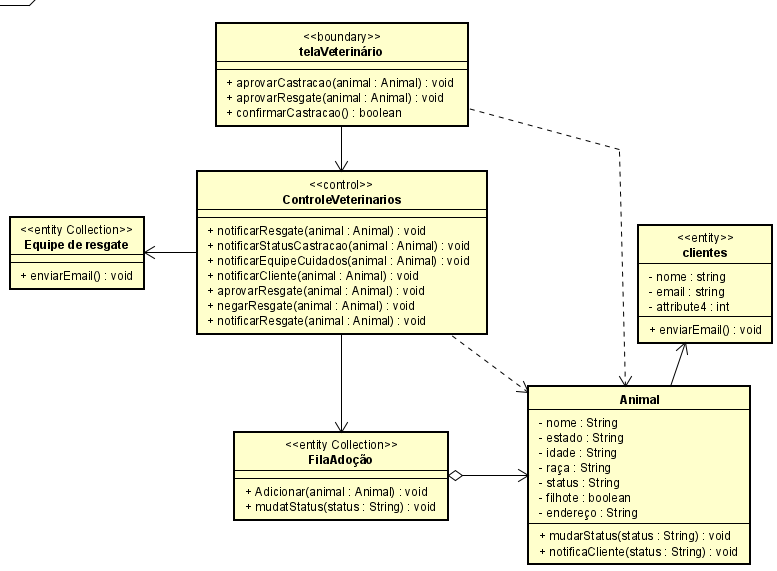 <<boundary>>
telaVeterinário
+ aprovarCastracao(animal : Animal) : void
+ aprovarResgate(animal : Animal) : void
+ confirmarCastracao() : boolean
<<control>>
ControleVeterinarios
+ notificarResgate(animal : Animal) : void
+ notificarStatusCastracao(animal : Animal) : void
+ notificarEquipeCuidados(animal : Animal) : void
+ notificarCliente(animal : Animal) : void
+ aprovarResgate(animal : Animal) : void
+ negarResgate(animal : Animal) : void
+ notificarResgate(animal : Animal) : void
<<entity Collection>>
Equipe de resgate
+ enviarEmail() : void
<<entity>>
clientes
- nome : string
- email : string
- attribute4 : int
+ enviarEmail() : void
<<entity Collection>>
FilaAdoção
+ Adicionar(animal : Animal) : void
+ mudatStatus(status : String) : void
Animal
- nome : String
- estado : String
- idade : String
- raça : String
- status : String
- filhote : boolean
- endereço : String
+ mudarStatus(status : String) : void
+ notificaCliente(status : String) : void